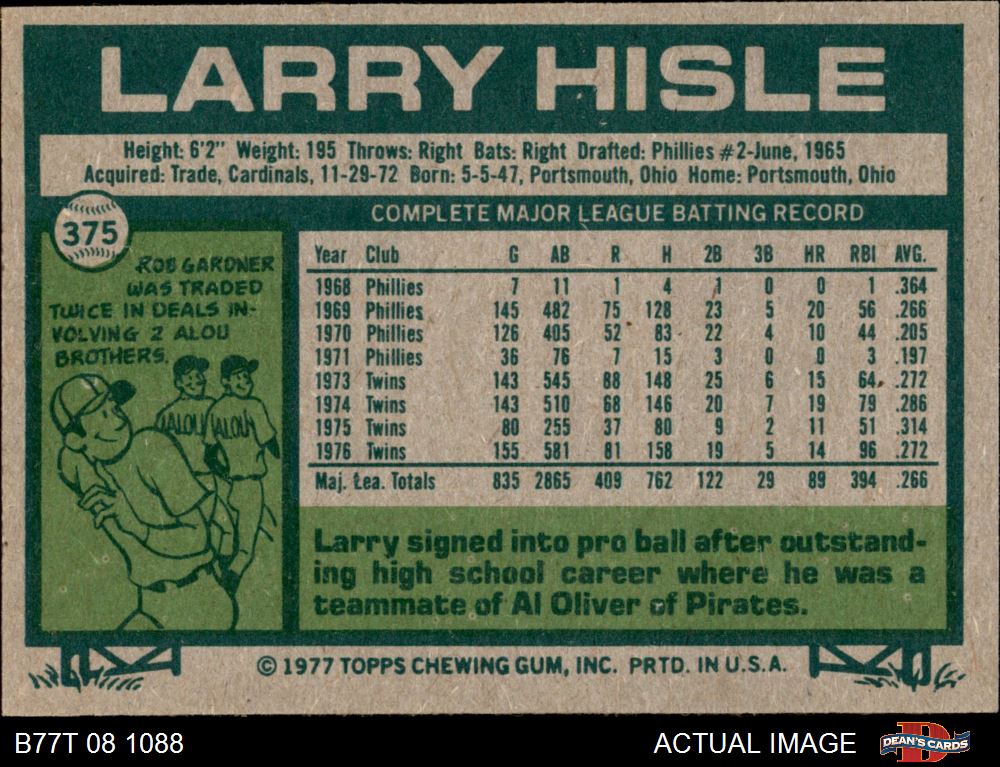 LARRY HISLE
Height: 6'2" Weight: 195 Throws: Right Bats: Right Drafted: Phillies #2-June, 1965
Acquired: Trade, Cardinals, 11-29-72 Born: 5-5-47, Portsmouth, Ohio Home: Portsmouth, Ohio
375
ROB GARDNER
WAS TRADED
TWICE IN DEALS IN-
VOLVING 2 ALOU
BROTHERS.
ALOU ALOU
COMPLETE MAJOR LEAGUE BATTING RECORD
Year Club G AB R H 2B 3B HR RBI AVG.
1968 Phillies 7 11 1 4 1 0 0 1 .364
1969 Phillies 145 482 75 128 23 5 20 56 .266
1970 Phillies 126 405 52 83 22 4 10 44 .205
1971 Phillies 36 76 7 15 3 0 0 3 .197
1973 Twins 143 545 88 148 25 6 15 64 .272
1974 Twins 143 510 68 146 20 7 19 79 .286
1975 Twins 80 255 37 80 9 2 11 51 .314
1976 Twins 155 581 81 158 19 5 14 96 .272
Maj. Lea. Totals 835 2865 409 762 122 29 89 394 .266
Larry signed into pro ball after outstand-
ing high school career where he was a
teammate of Al Oliver of Pirates.
© 1977 TOPPS CHEWING GUM, INC. PRTD. IN U.S.A.
B77T 08 1088 ACTUAL IMAGE D DEAN'S CARDS